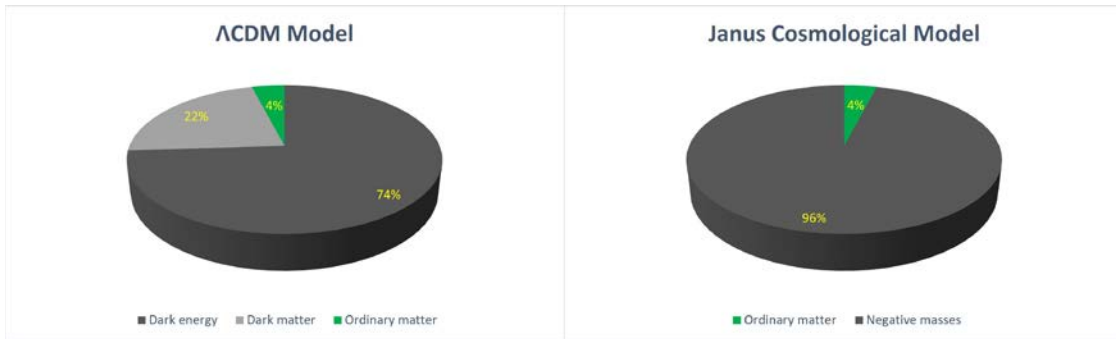 ΛCDM Model
4%
22%
74%
Dark energy Dark matter Ordinary matter
Janus Cosmological Model
4%
96%
Ordinary matter Negative masses